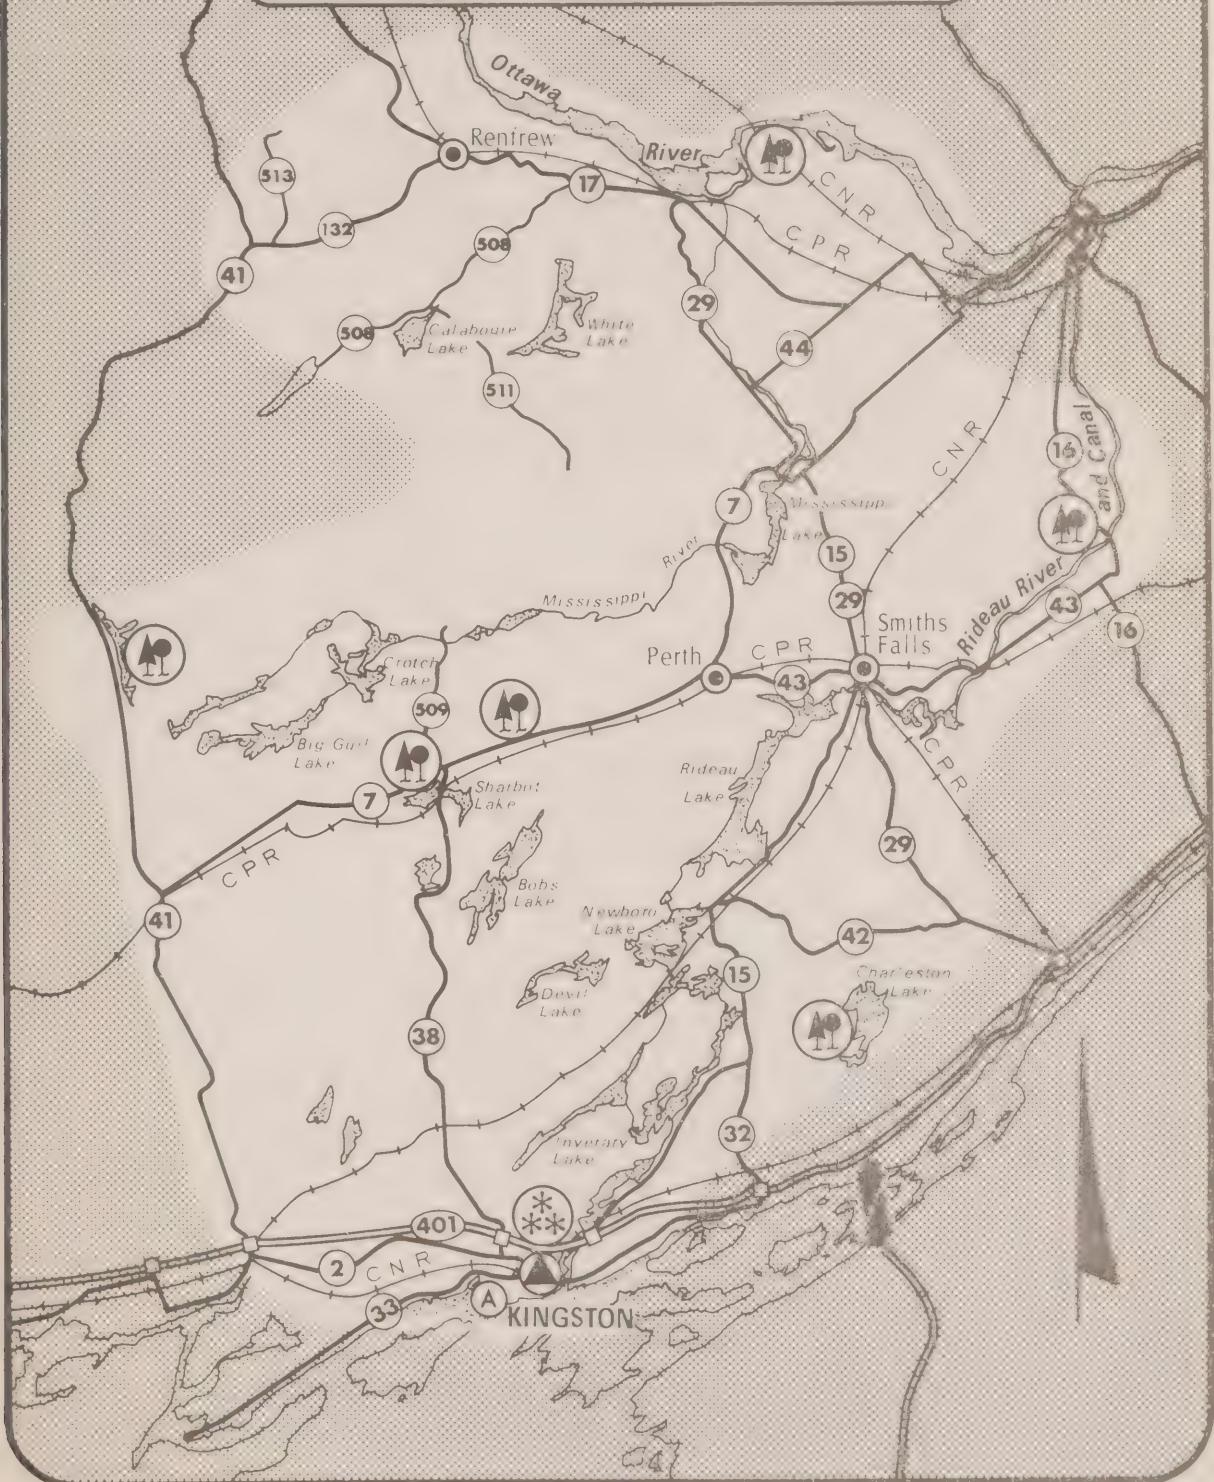 Ottawa
River
Renfrew
513
17
CNR
132
508
CPR
41
29
508
Calabogie
Lake
White
Lake
44
511
CNR
16
and Canal
7
Mississippi
Lake
15
River
Mississippi
29
Rideau River
43
Smiths
Falls
16
Perth
CPR
43
Crotch
Lake
509
Big Gull
Lake
CPR
Rideau
Lake
7
Sharbot
Lake
CPR
29
Bobs
Lake
41
Newboro
Lake
42
15
Charleston
Lake
Devil
Lake
38
32
Inverary
Lake
401
2
CNR
33
A
KINGSTON